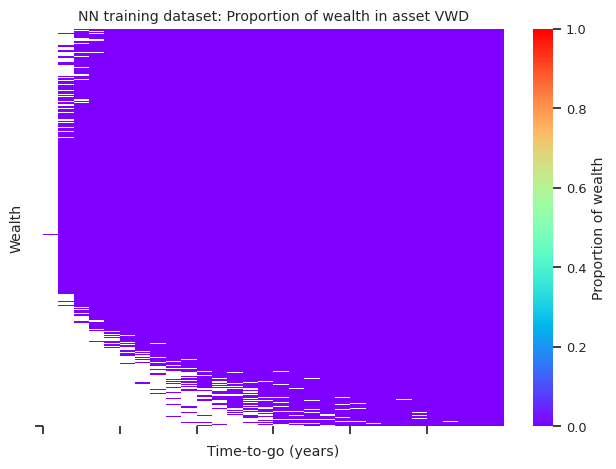 NN training dataset: Proportion of wealth in asset VWD
Wealth
Time-to-go (years)
1.0
0.8
0.6
0.4
0.2
0.0
Proportion of wealth